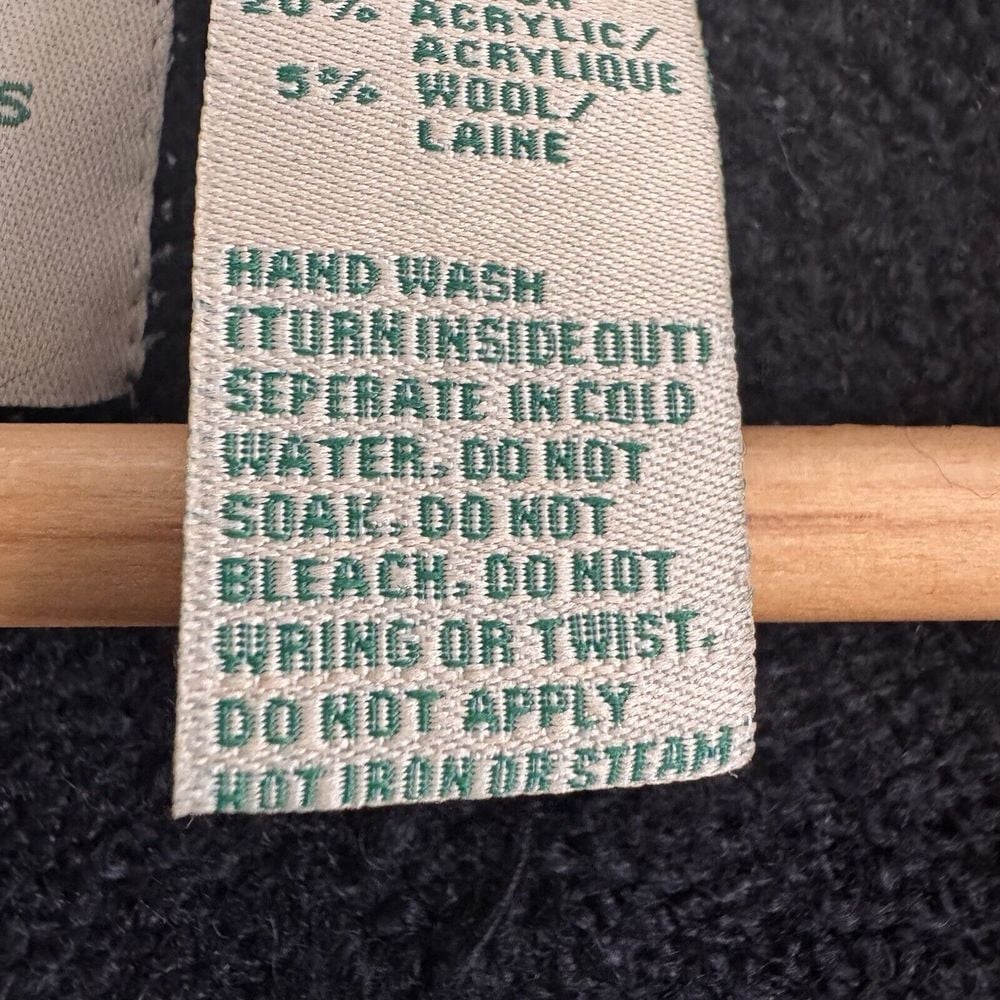 S
20%
ACRYLIC/
ACRYLIQUE
5% WOOL/
LAINE
HAND WASH
(TURN INSIDE OUT)
SEPERATE IN COLD
WATER. DO NOT
SOAK. DO NOT
BLEACH. DO NOT
WRING OR TWIST.
DO NOT APPLY
HOT IRON OR STEAM